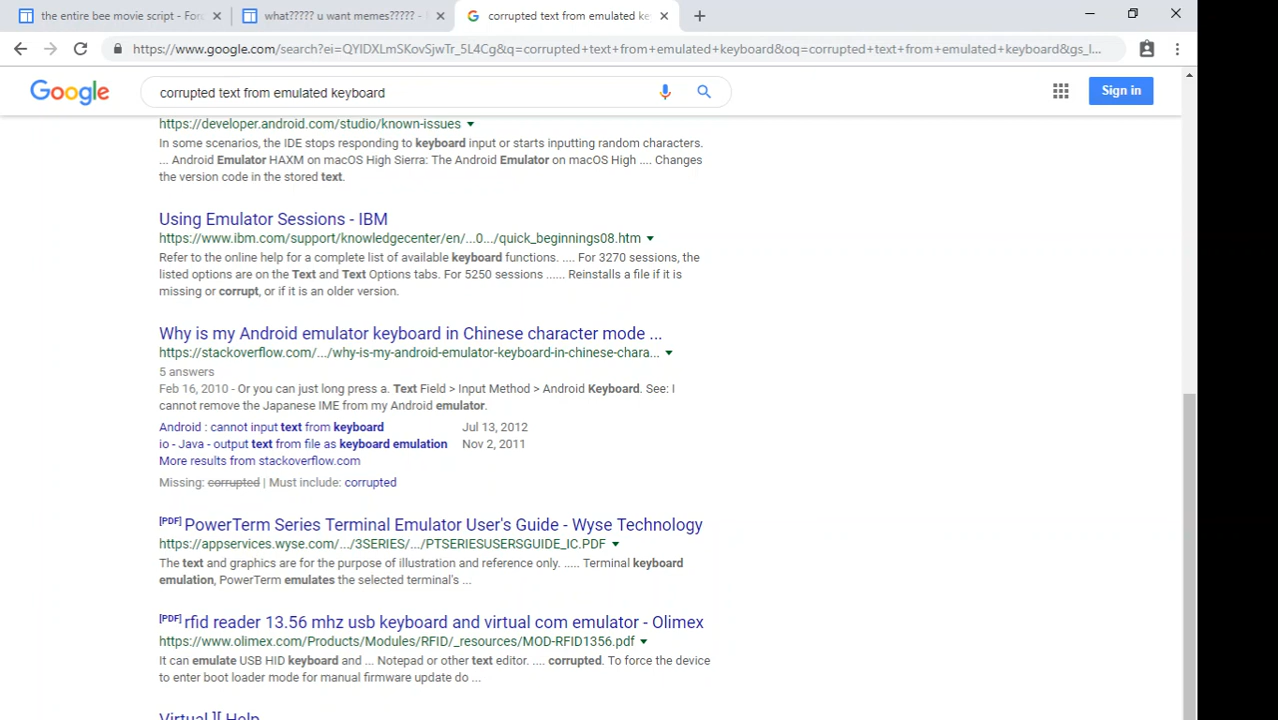 the entire bee movie script - Forc
what????? u want memes????? - F
corrupted text from emulated ke
https://www.google.com/search?ei=QYIDXLmSKovSjwTr_5L4Cg&q=corrupted+text+from+emulated+keyboard&oq=corrupted+text+from+emulated+keyboard&gs_l...
Google
corrupted text from emulated keyboard
Sign in
https://developer.android.com/studio/known-issues
In some scenarios, the IDE stops responding to keyboard input or starts inputting random characters.
... Android Emulator HAXM on macOS High Sierra: The Android Emulator on macOS High .... Changes
the version code in the stored text.
Using Emulator Sessions - IBM
https://www.ibm.com/support/knowledgecenter/en/...0.../quick_beginnings08.htm
Refer to the online help for a complete list of available keyboard functions. .... For 3270 sessions, the
listed options are on the Text and Text Options tabs. For 5250 sessions ...... Reinstalls a file if it is
missing or corrupt, or if it is an older version.
Why is my Android emulator keyboard in Chinese character mode ...
https://stackoverflow.com/.../why-is-my-android-emulator-keyboard-in-chinese-chara...
5 answers
Feb 16, 2010 - Or you can just long press a. Text Field > Input Method > Android Keyboard. See: I
cannot remove the Japanese IME from my Android emulator.
Android : cannot input text from keyboard Jul 13, 2012
io - Java - output text from file as keyboard emulation Nov 2, 2011
More results from stackoverflow.com
Missing: corrupted | Must include: corrupted
[PDF] PowerTerm Series Terminal Emulator User's Guide - Wyse Technology
https://appservices.wyse.com/.../3SERIES/.../PTSERIESUSERSGUIDE_IC.PDF
The text and graphics are for the purpose of illustration and reference only. ..... Terminal keyboard
emulation, PowerTerm emulates the selected terminal's ...
[PDF] rfid reader 13.56 mhz usb keyboard and virtual com emulator - Olimex
https://www.olimex.com/Products/Modules/RFID/_resources/MOD-RFID1356.pdf
It can emulate USB HID keyboard and ... Notepad or other text editor. .... corrupted. To force the device
to enter boot loader mode for manual firmware update do ...
Virtual ][ Help